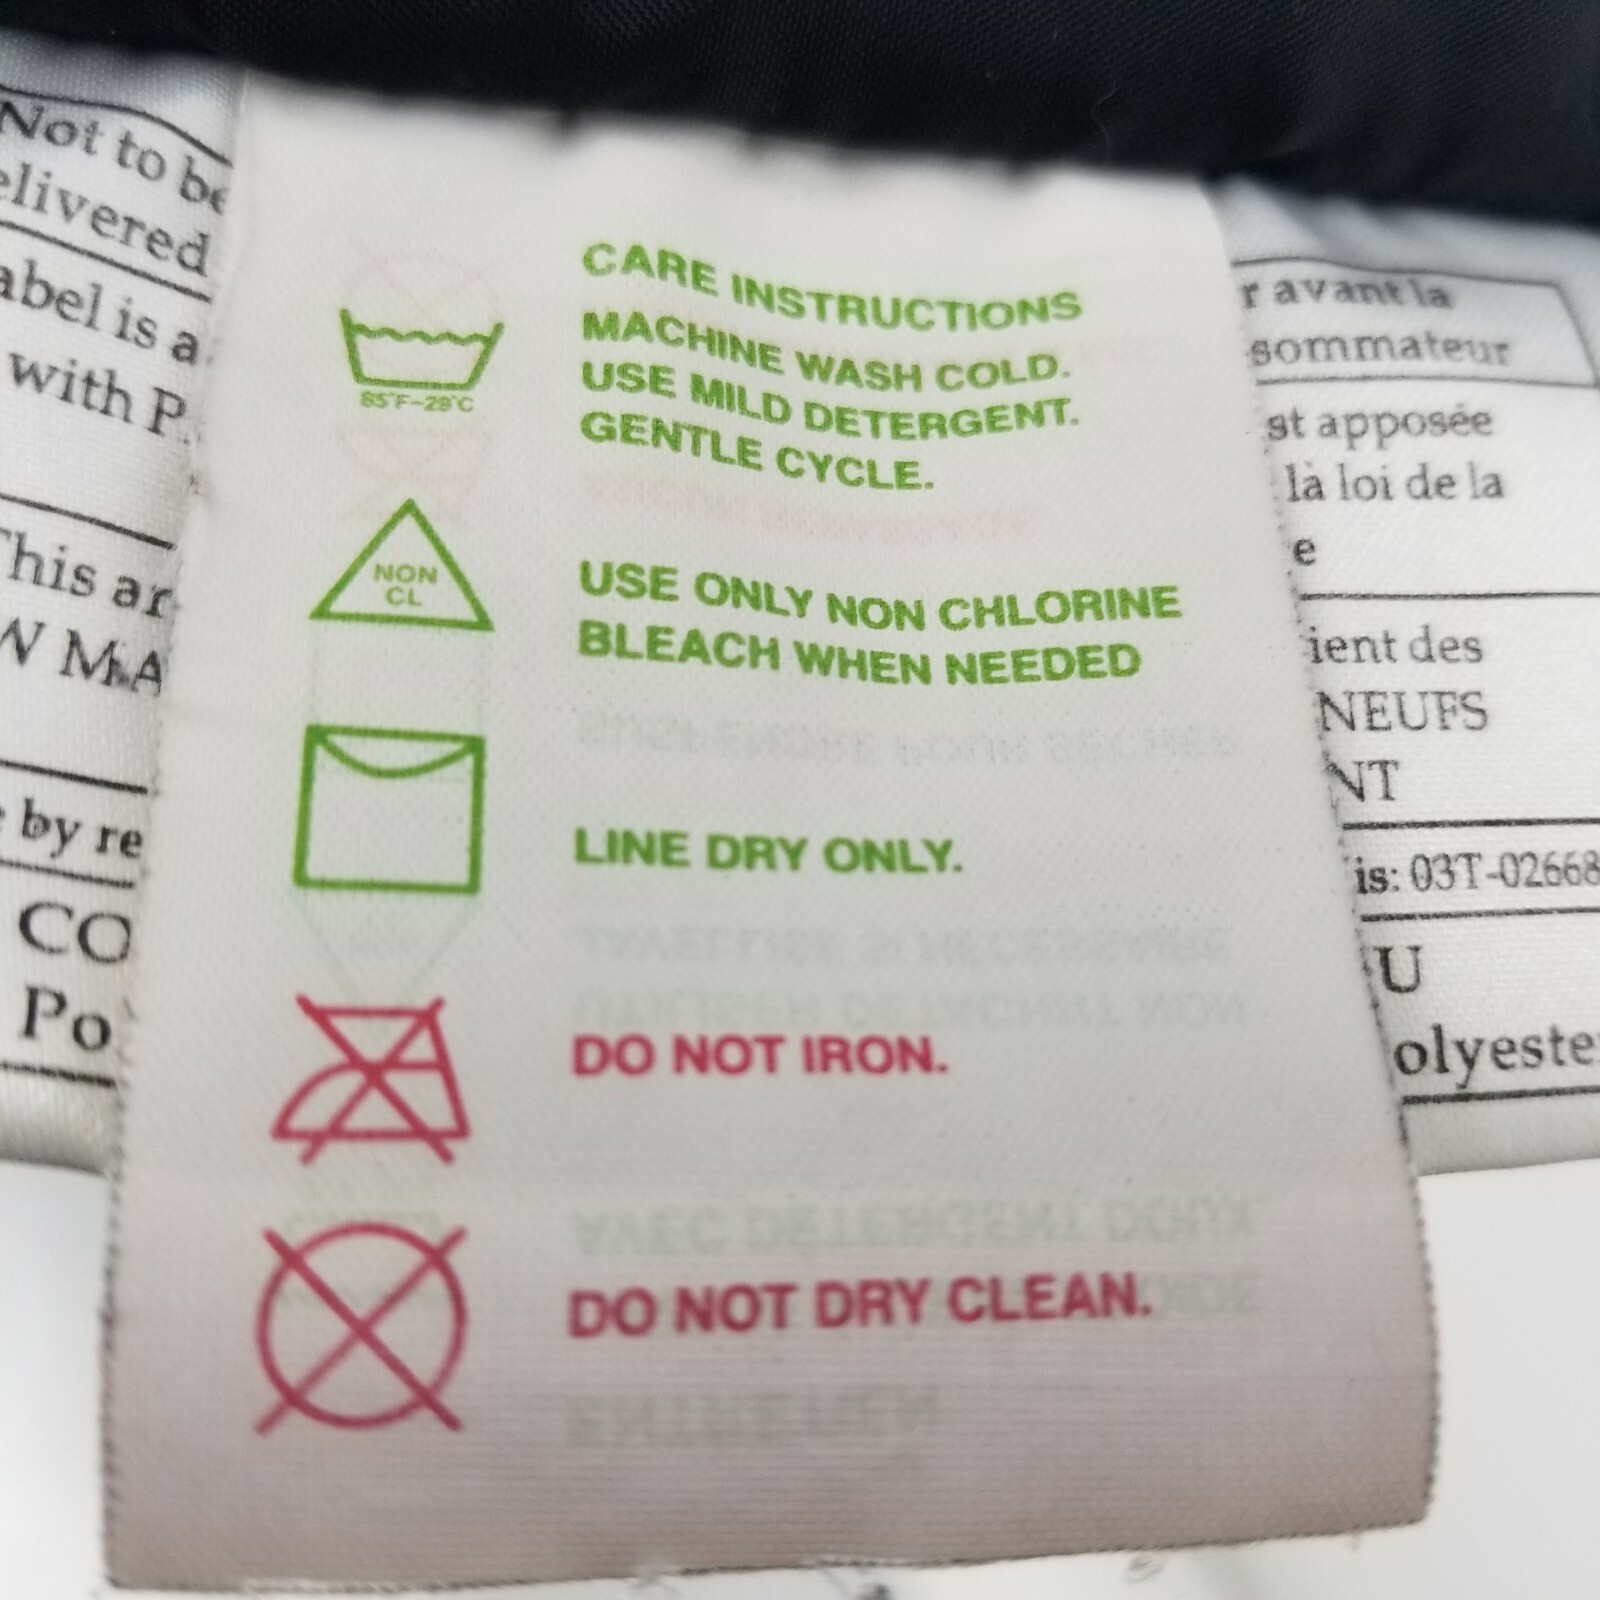 Not to be
elivered
abel is a
with P.
This ar
W MA
by re
CO
Po
CARE INSTRUCTIONS
MACHINE WASH COLD.
USE MILD DETERGENT.
GENTLE CYCLE.
85°F-29°C
NON
CL
USE ONLY NON CHLORINE
BLEACH WHEN NEEDED
LINE DRY ONLY.
DO NOT IRON.
DO NOT DRY CLEAN.
r avant la
sommateur
st apposée
là loi de la
e
ient des
NEUFS
NT
is: 03T-02668
U
olyester